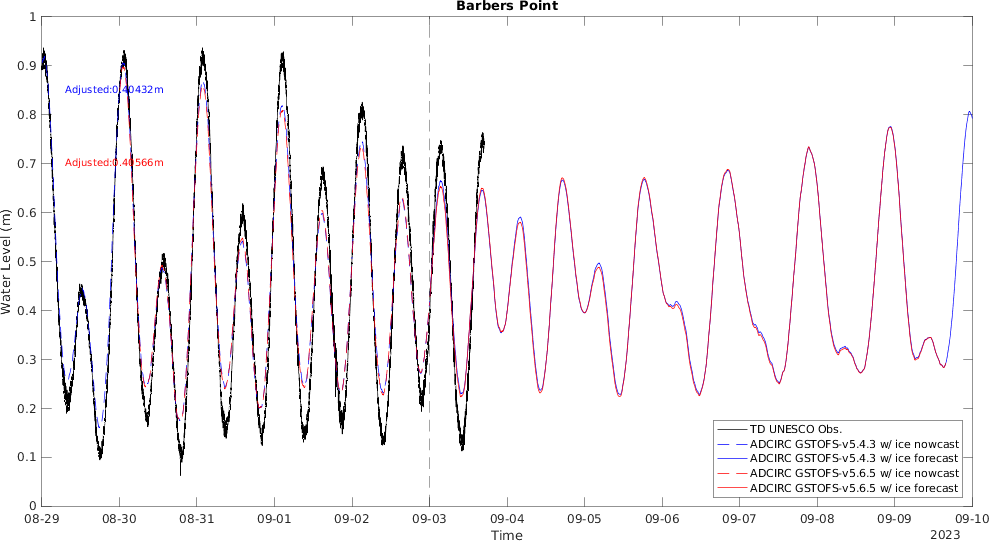 Barbers Point
1
0.9
0.8
0.7
0.6
0.5
0.4
0.3
0.2
0.1
0
Water Level (m)
Adjusted:0.40432m
Adjusted:0.40566m
TD UNESCO Obs.
ADCIRC GSTOFS-v5.4.3 w/ ice nowcast
ADCIRC GSTOFS-v5.4.3 w/ ice forecast
ADCIRC GSTOFS-v5.6.5 w/ ice nowcast
ADCIRC GSTOFS-v5.6.5 w/ ice forecast
08-29 08-30 08-31 09-01 09-02 09-03 09-04 09-05 09-06 09-07 09-08 09-09 09-10
Time
2023